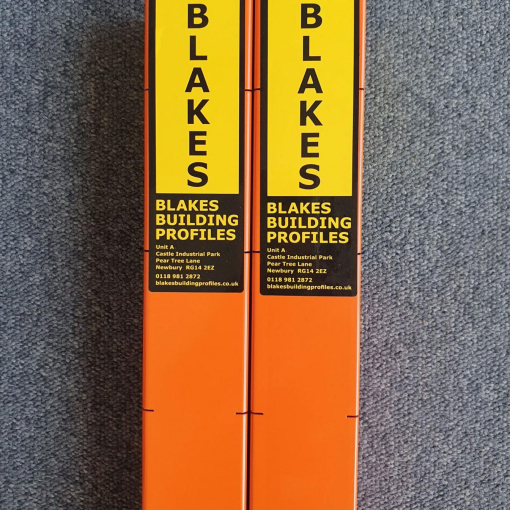 BLAKES
BLAKES
BUILDING
PROFILES
Unit A
Castle Industrial Park
Pear Tree Lane
Newbury RG14 2EZ
0118 981 2872
blakesbuildingprofiles.co.uk
BLAKES
BLAKES
BUILDING
PROFILES
Unit A
Castle Industrial Park
Pear Tree Lane
Newbury RG14 2EZ
0118 981 2872
blakesbuildingprofiles.co.uk